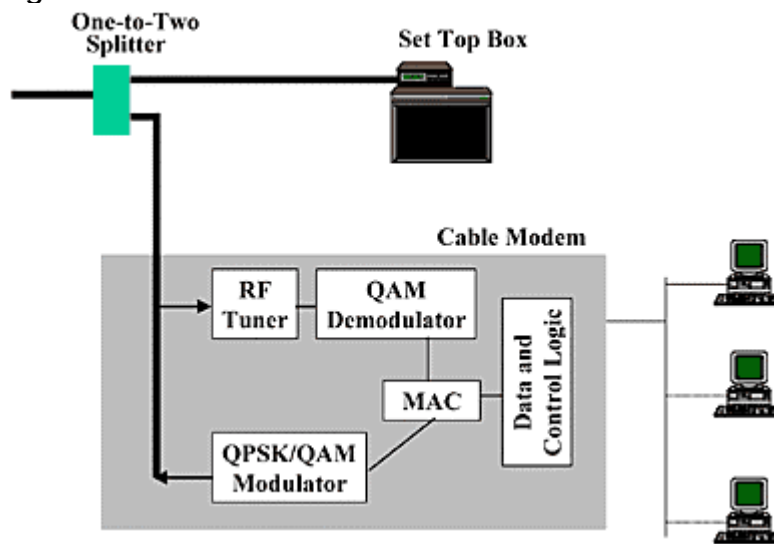 One-to-Two
Splitter
Set Top Box
Cable Modem
RF
Tuner
QAM
Demodulator
MAC
Data and
Control Logic
QPSK/QAM
Modulator